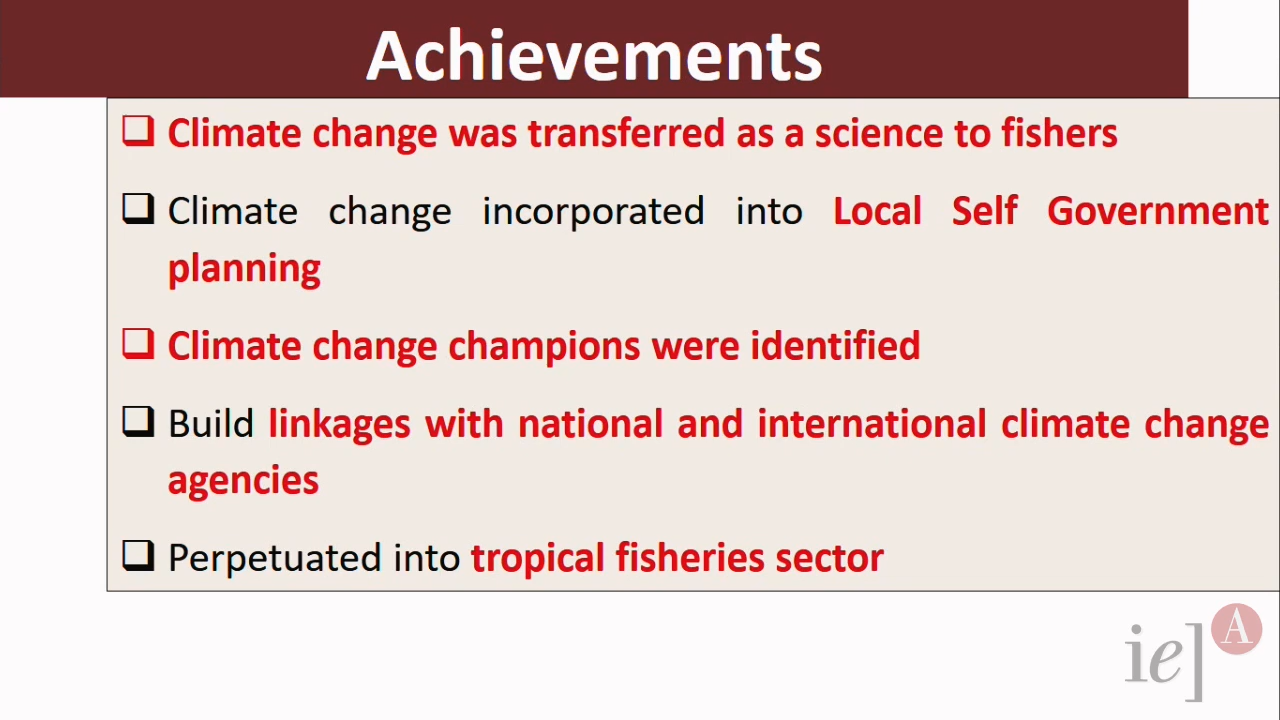 Achievements
❑ Climate change was transferred as a science to fishers
❑ Climate change incorporated into Local Self Government
planning
❑ Climate change champions were identified
❑ Build linkages with national and international climate change
agencies
❑ Perpetuated into tropical fisheries sector
ie] A